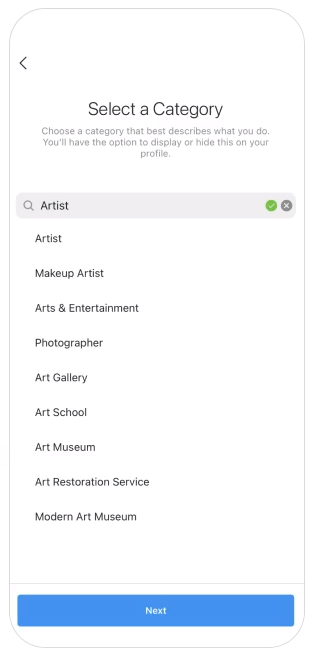 Select a Category
Choose a category that best describes what you do.
You'll have the option to display or hide this on your
profile.
Artist
Artist
Makeup Artist
Arts & Entertainment
Photographer
Art Gallery
Art School
Art Museum
Art Restoration Service
Modern Art Museum
Next